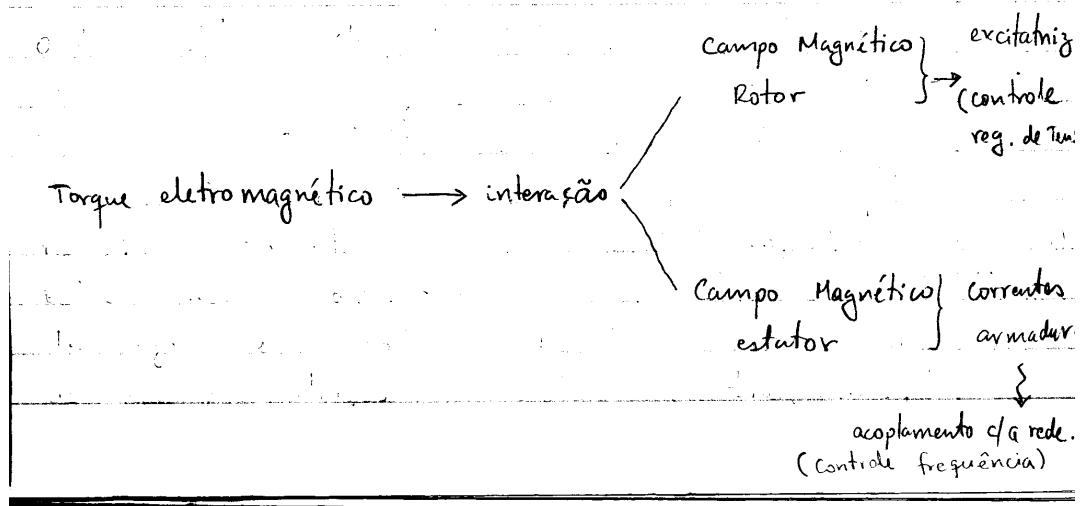 Campo Magnético } excitatriz
Rotor → (controle
reg. de Ten
Torque eletromagnético → interação
Campo Magnético } correntes
estator armadur
acoplamento c/a rede.
(controle frequência)